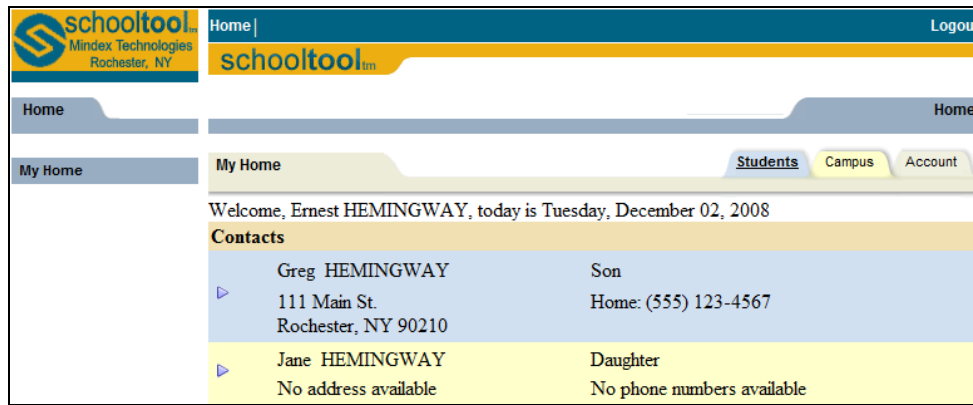 schooltool tm
Mindex Technologies
Rochester, NY
Home |
Logou
schooltool tm
Home
Home
My Home
My Home
Students
Campus
Account
Welcome, Ernest HEMINGWAY, today is Tuesday, December 02, 2008
Contacts
Greg HEMINGWAY Son
111 Main St. Home: (555) 123-4567
Rochester, NY 90210
Jane HEMINGWAY Daughter
No address available No phone numbers available